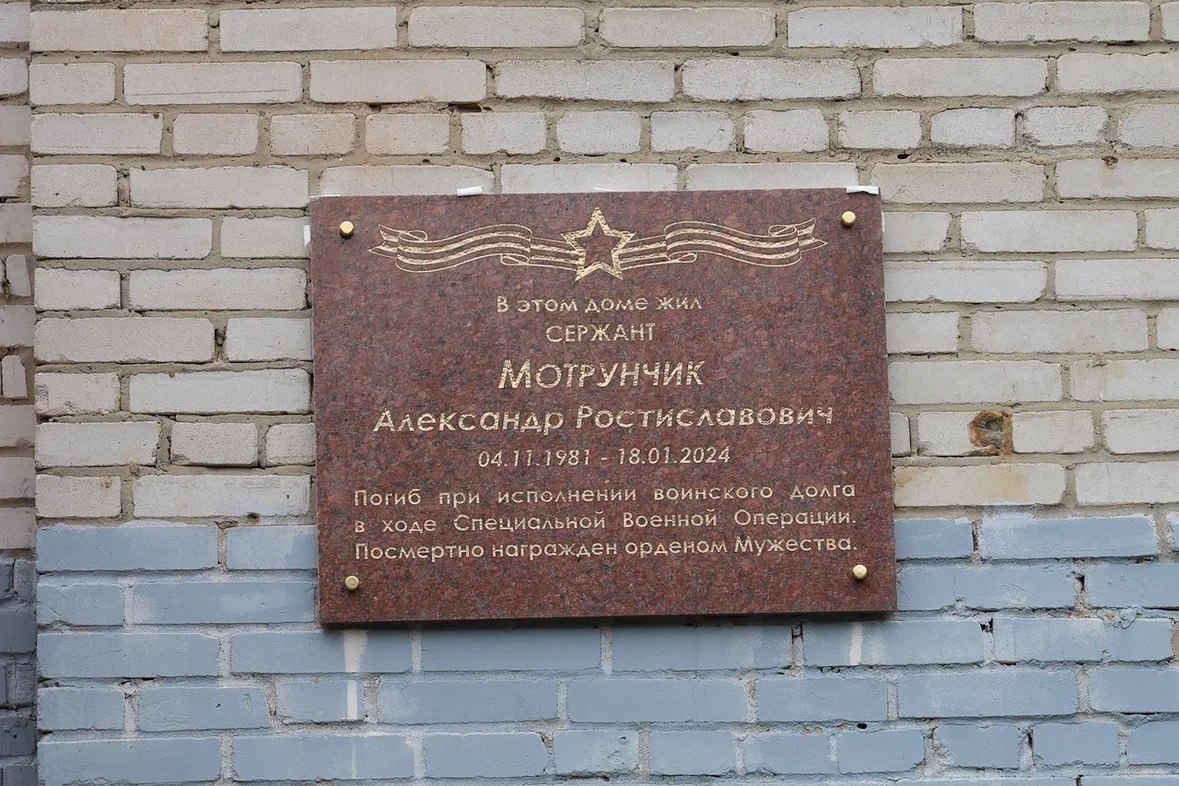 В этом доме жил
СЕРЖАНТ
МОТРУНЧИК
Александр Ростиславович
04.11.1981 - 18.01.2024
Погиб при исполнении воинского долга
в ходе Специальной Военной Операции.
Посмертно награжден орденом Мужества.